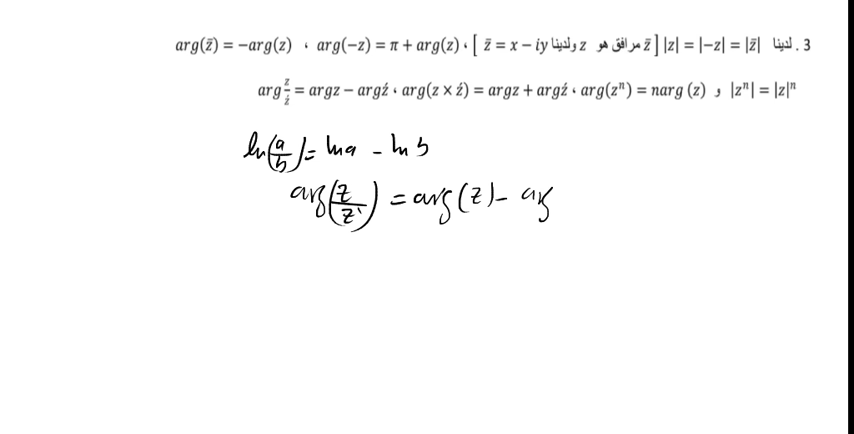 3 . لدينا |z| = |−z| = |z̄| [ z̄ مرافق هو z ولدينا z̄ = x − iy ] ، arg(−z) = π + arg(z) ، arg(z̄) = −arg(z)
|zⁿ| = |z|ⁿ و arg(zⁿ) = narg (z) ، arg(z × ź) = argz + argź ، arg z/ź = argz − argź
ln(a/b) = ln a - ln b
arg(z/z') = arg(z) - arg